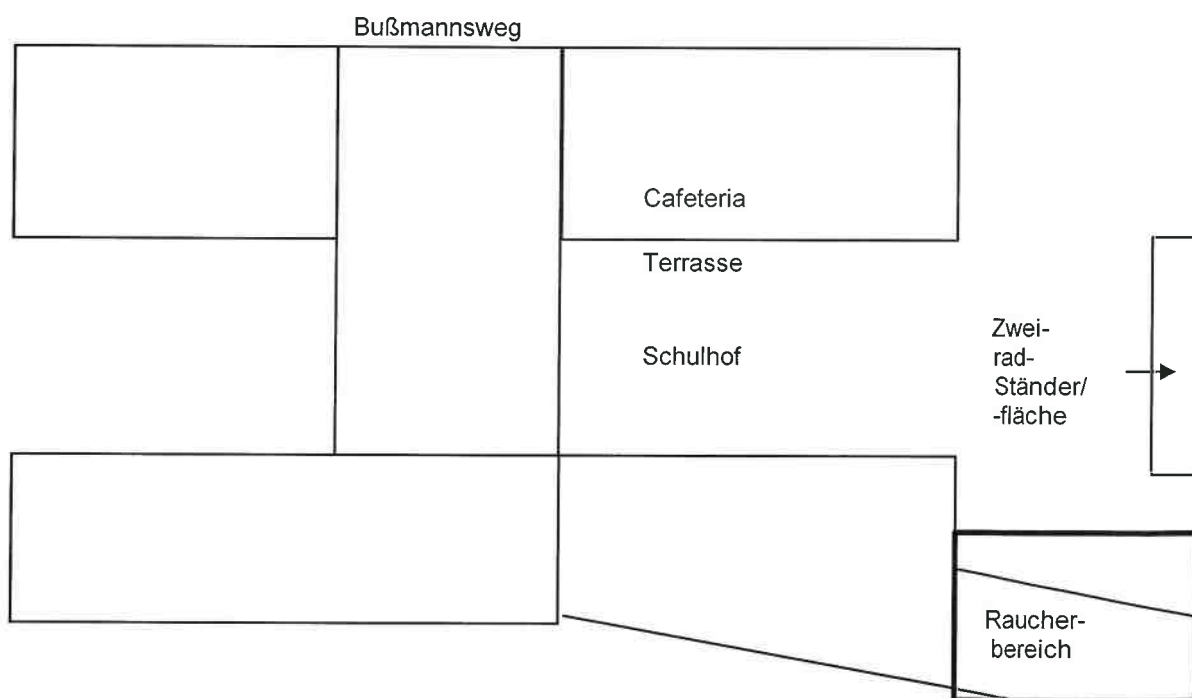 Bußmannsweg
Cafeteria
Terrasse
Schulhof
Zwei-
rad-
Ständer/
-fläche
Raucher-
bereich